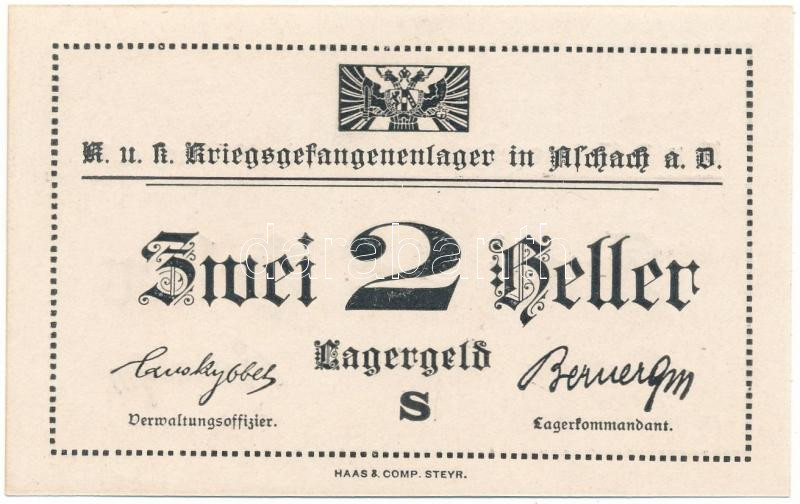 K. u. k. Kriegsgefangenenlager in Aschach a. D.
Zwei 2 Heller
Lagergeld
S
Verwaltungsoffizier. Lagerkommandant.
HAAS & COMP. STEYR.